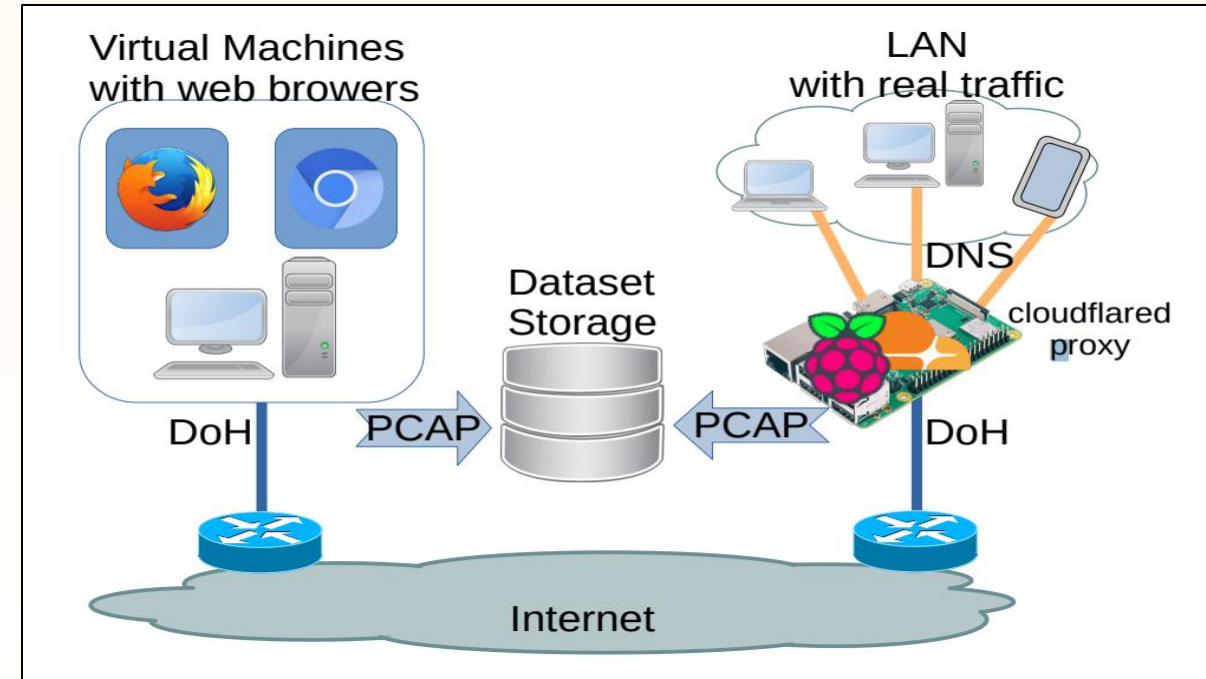 Virtual Machines
with web browers
LAN
with real traffic
DNS
cloudflared
proxy
Dataset
Storage
DoH
PCAP
PCAP
DoH
Internet